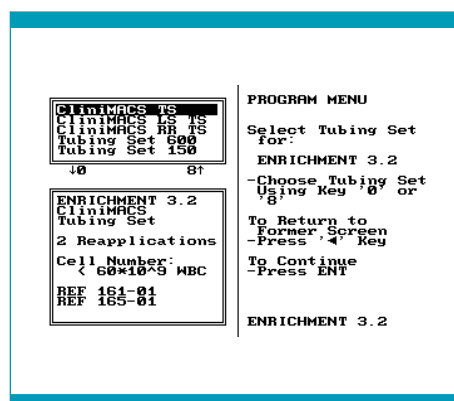 CliniMACS TS
CliniMACS LS TS
CliniMACS RR TS
Tubing Set 600
Tubing Set 150
↓0 8↑
ENRICHMENT 3.2
CliniMACS
Tubing Set
2 Reapplications
Cell Number:
< 60*10^9 WBC
REF 161-01
REF 165-01
PROGRAM MENU
Select Tubing Set
for:
ENRICHMENT 3.2
-Choose Tubing Set
Using Key '0' or
'8'
To Return to
Former Screen
-Press '◄' Key
To Continue
-Press ENT
ENRICHMENT 3.2